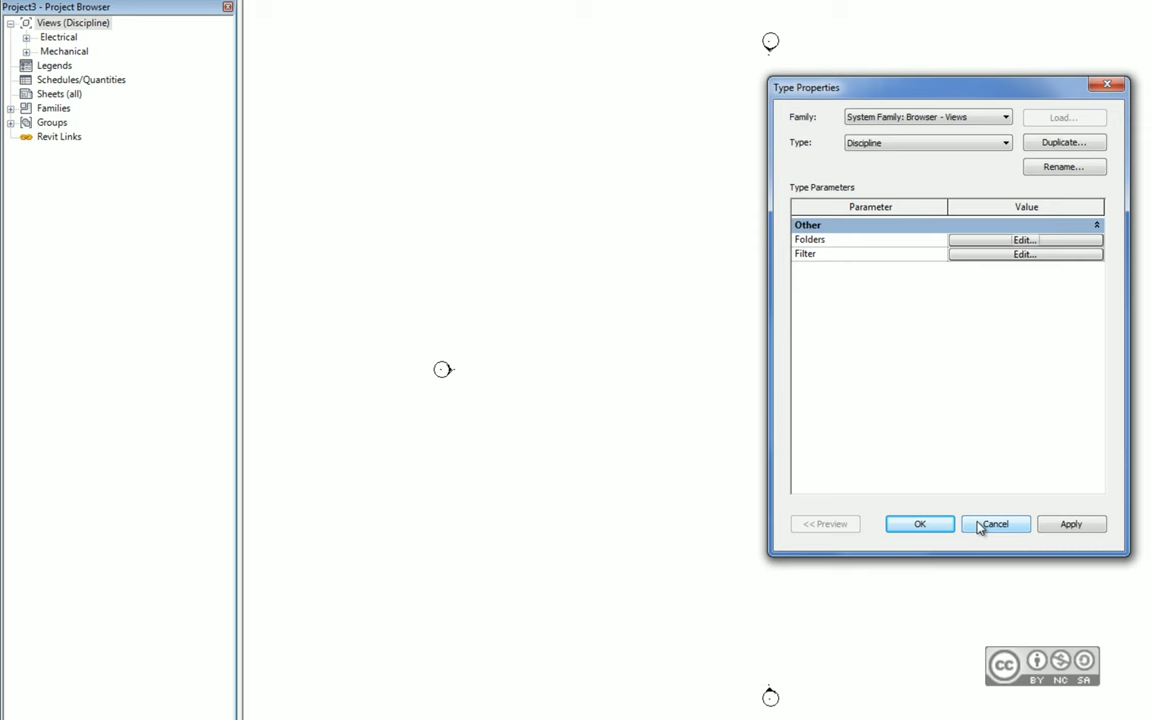 Project3 - Project Browser
Views (Discipline)
Electrical
Mechanical
Legends
Schedules/Quantities
Sheets (all)
Families
Groups
Revit Links
Type Properties
Family:
System Family: Browser - Views
Load...
Type:
Discipline
Duplicate...
Rename...
Type Parameters
Parameter
Value
Other
Folders
Edit...
Filter
Edit...
<< Preview
OK
Cancel
Apply
cc
BY NC SA